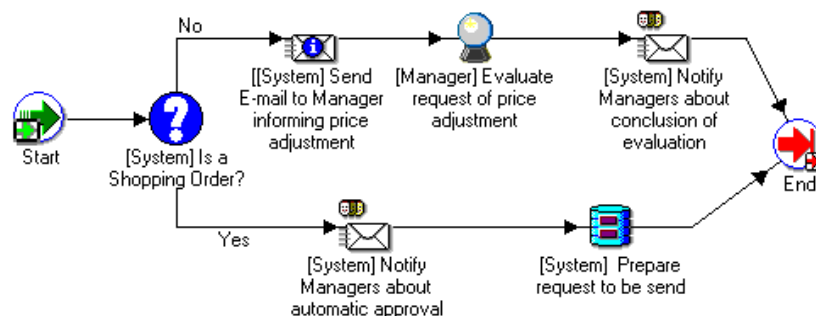 No
[[System] Send
E-mail to Manager
informing price
adjustment
[Manager] Evaluate
request of price
adjustment
[System] Notify
Managers about
conclusion of
evaluation
Start
[System] Is a
Shopping Order?
End
Yes
[System] Notify
Managers about
automatic approval
[System] Prepare
request to be send